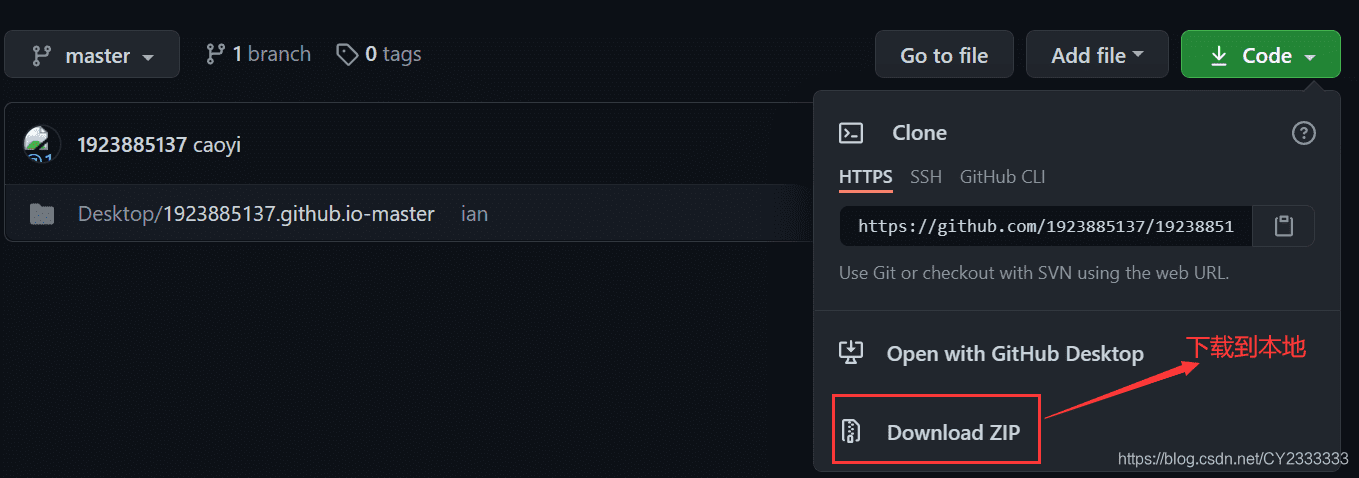 master
1 branch
0 tags
Go to file
Add file
Code
1923885137 caoyi
Desktop/1923885137.github.io-master
ian
Clone
HTTPS
SSH
GitHub CLI
https://github.com/1923885137/19238851
Use Git or checkout with SVN using the web URL.
Open with GitHub Desktop
下载到本地
Download ZIP
https://blog.csdn.net/CY2333333